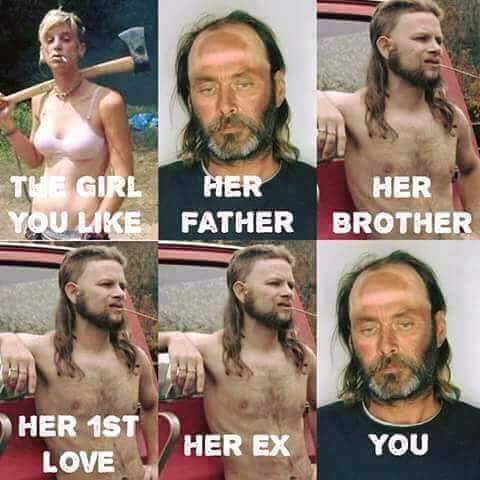 THE GIRL
YOU LIKE
HER
FATHER
HER
BROTHER
HER 1ST
LOVE
HER EX
YOU